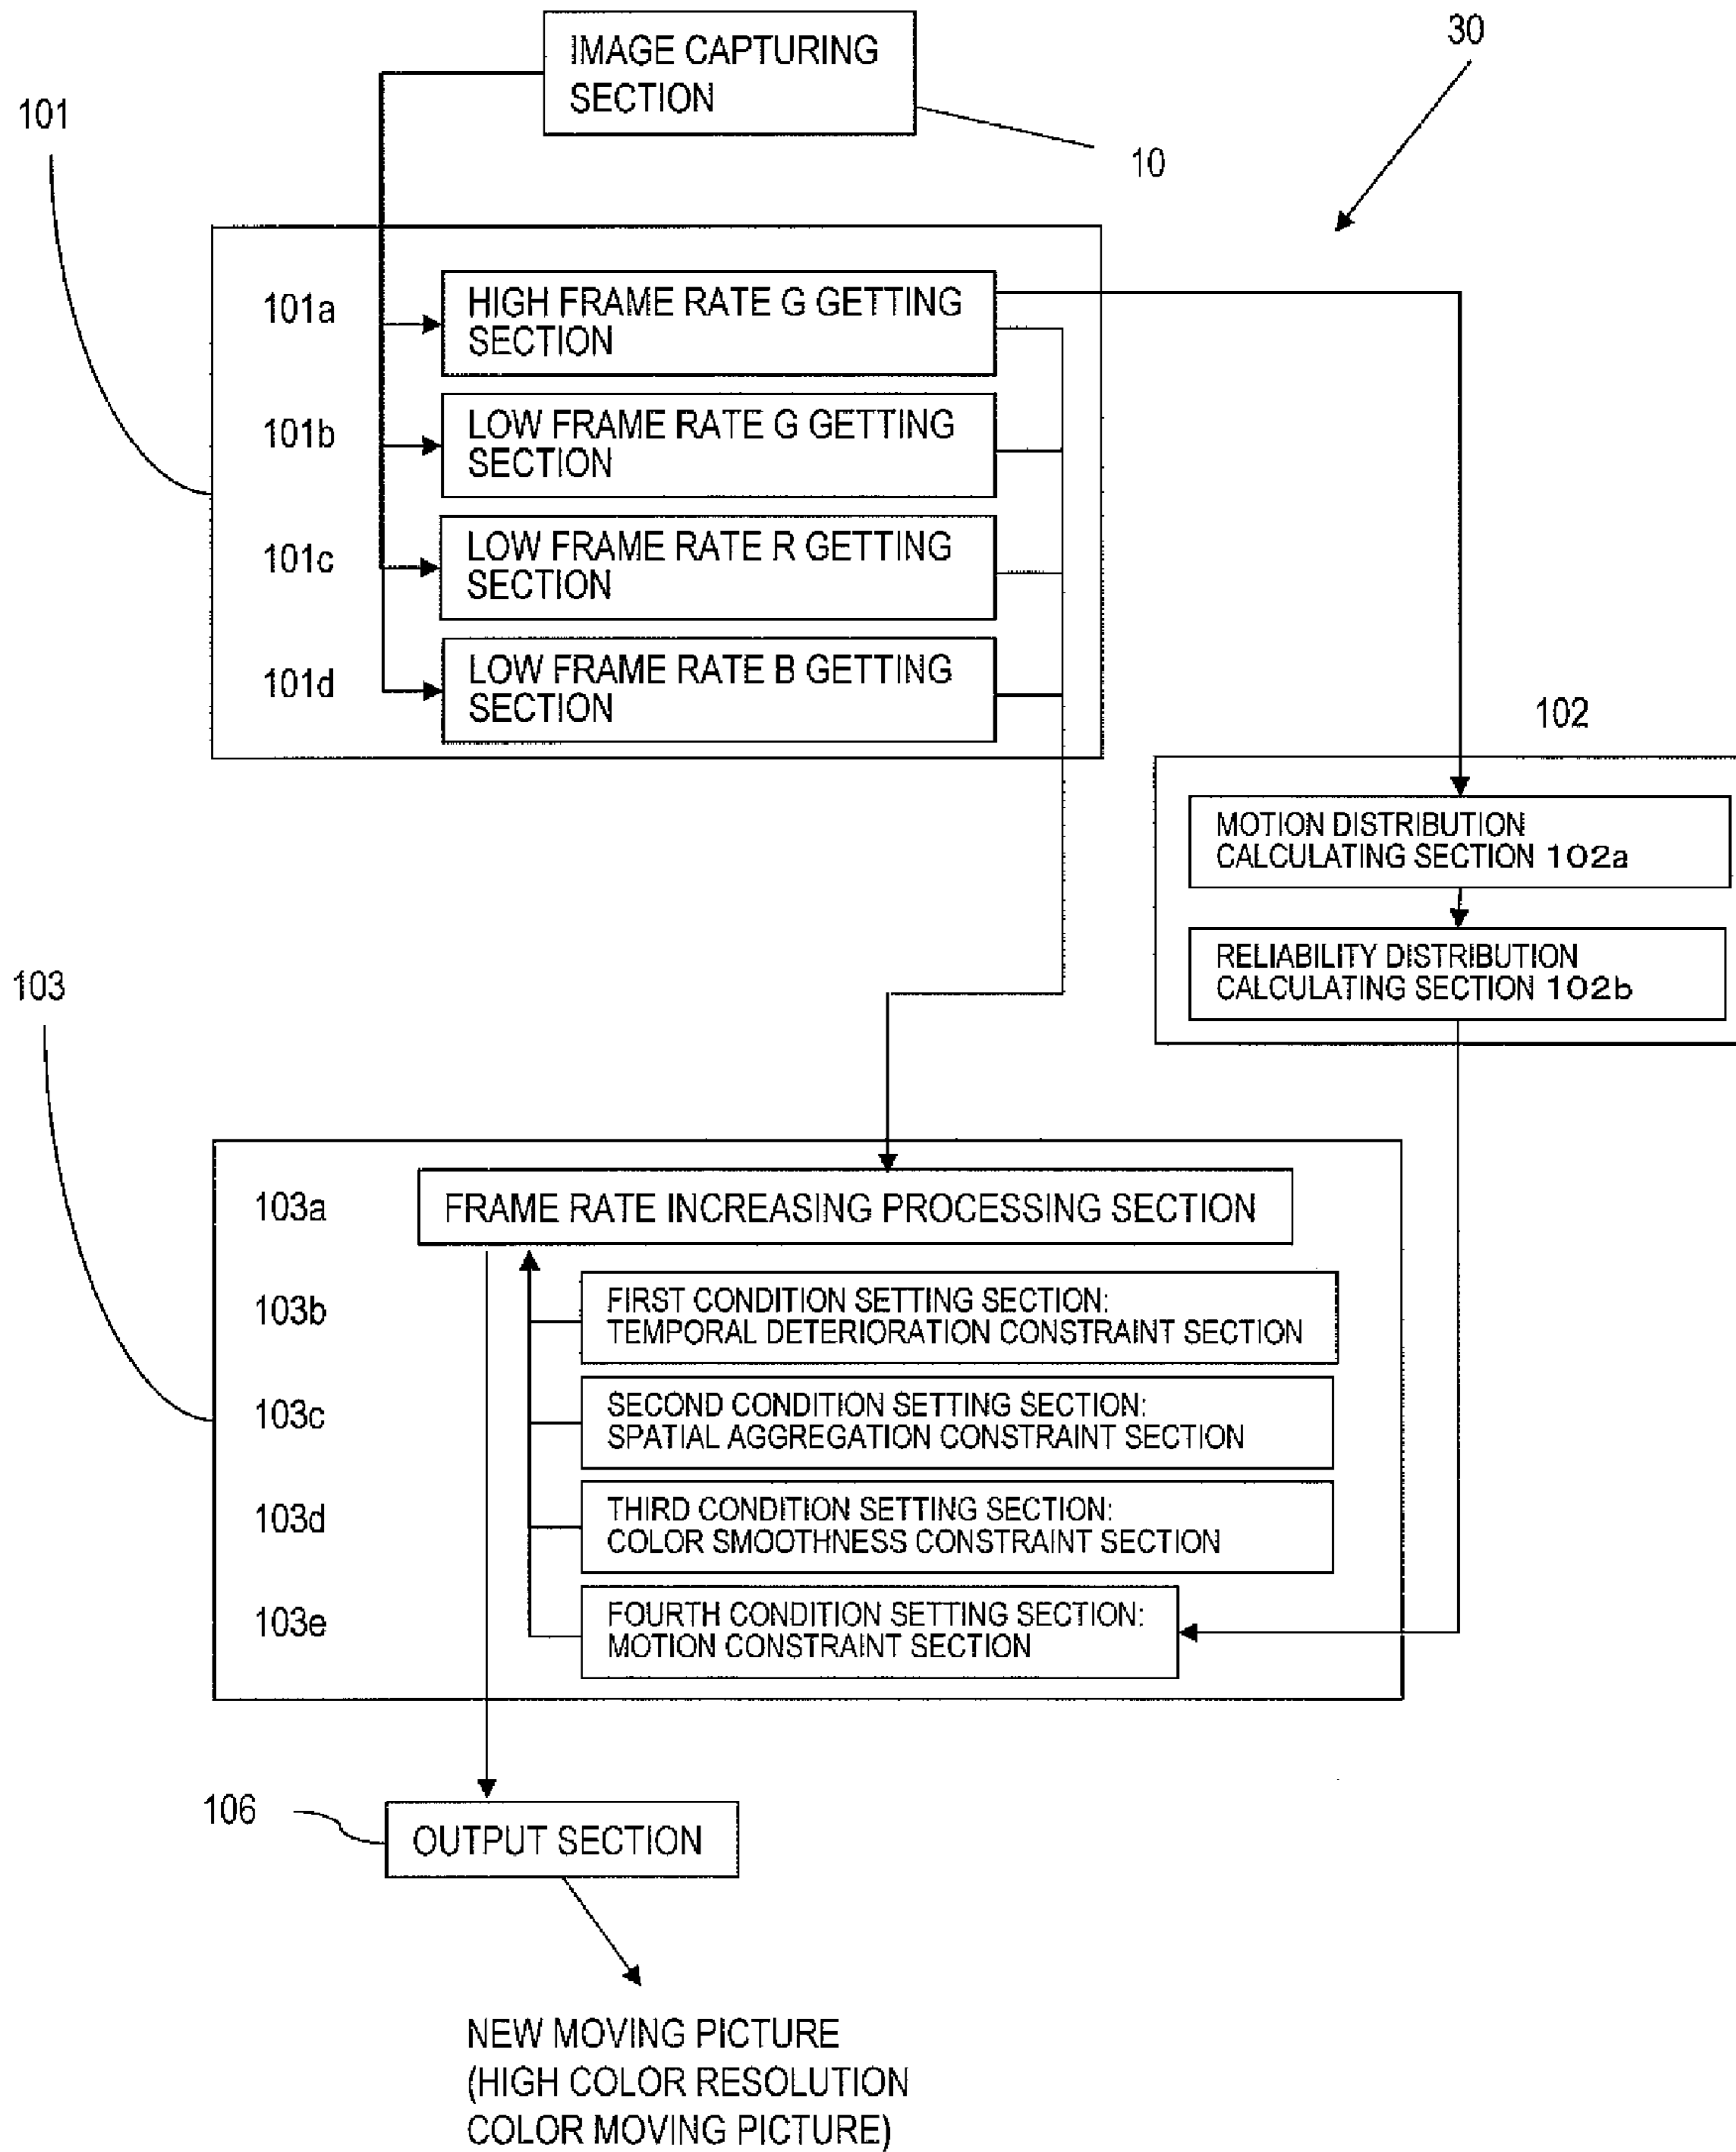 IMAGE CAPTURING
SECTION
30
101
10
101a
HIGH FRAME RATE G GETTING
SECTION
101b
LOW FRAME RATE G GETTING
SECTION
101c
LOW FRAME RATE R GETTING
SECTION
101d
LOW FRAME RATE B GETTING
SECTION
102
MOTION DISTRIBUTION
CALCULATING SECTION 102a
RELIABILITY DISTRIBUTION
CALCULATING SECTION 102b
103
103a
FRAME RATE INCREASING PROCESSING SECTION
103b
FIRST CONDITION SETTING SECTION:
TEMPORAL DETERIORATION CONSTRAINT SECTION
103c
SECOND CONDITION SETTING SECTION:
SPATIAL AGGREGATION CONSTRAINT SECTION
103d
THIRD CONDITION SETTING SECTION:
COLOR SMOOTHNESS CONSTRAINT SECTION
103e
FOURTH CONDITION SETTING SECTION:
MOTION CONSTRAINT SECTION
106
OUTPUT SECTION
NEW MOVING PICTURE
(HIGH COLOR RESOLUTION
COLOR MOVING PICTURE)